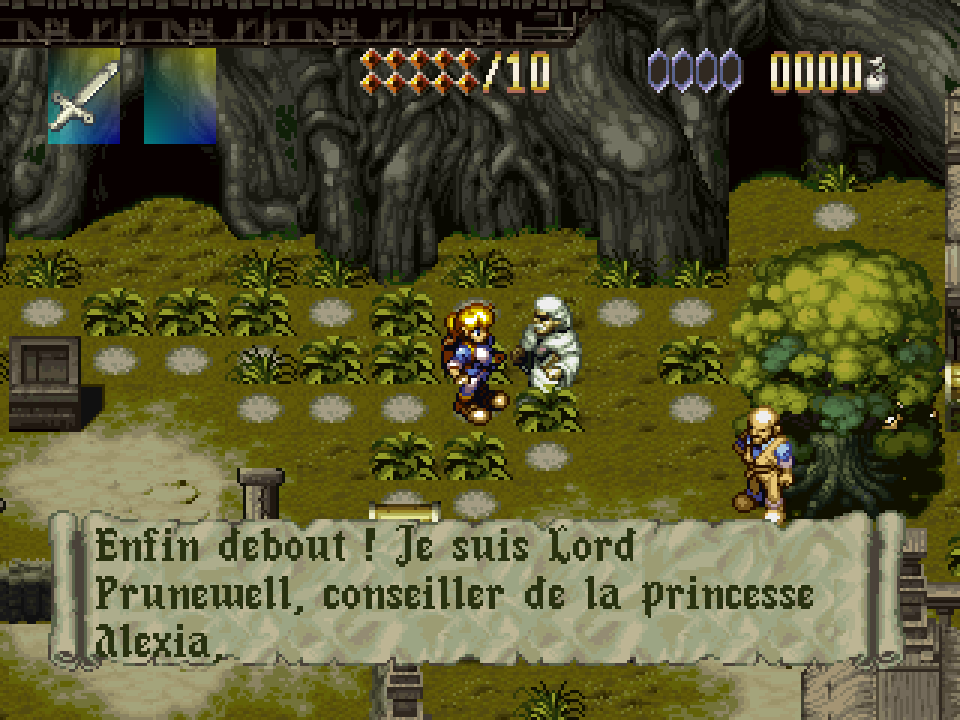 /10
0000
Enfin debout ! Je suis Lord
Prunewell, conseiller de la princesse
Alexia,